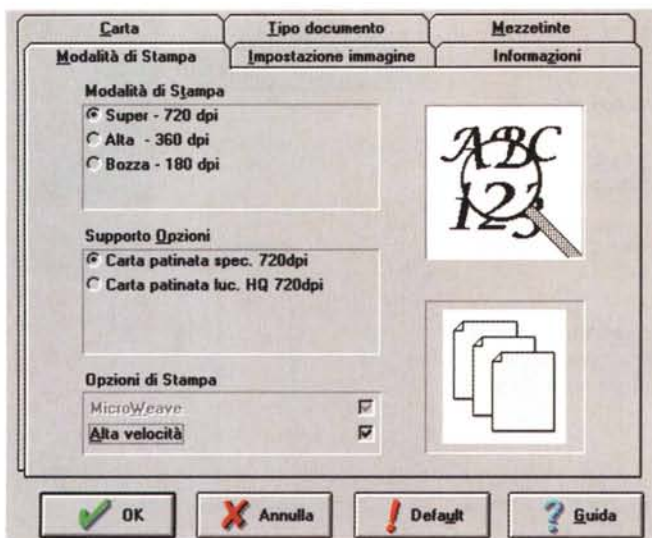 Carta Tipo documento Mezzetinte
Modalità di Stampa Impostazione immagine Informazioni
Modalità di Stampa
Super - 720 dpi
Alta - 360 dpi
Bozza - 180 dpi
ABC
123
Supporto Opzioni
Carta patinata spec. 720dpi
Carta patinata luc. HQ 720dpi
Opzioni di Stampa
MicroWeave
Alta velocità
OK Annulla Default Guida